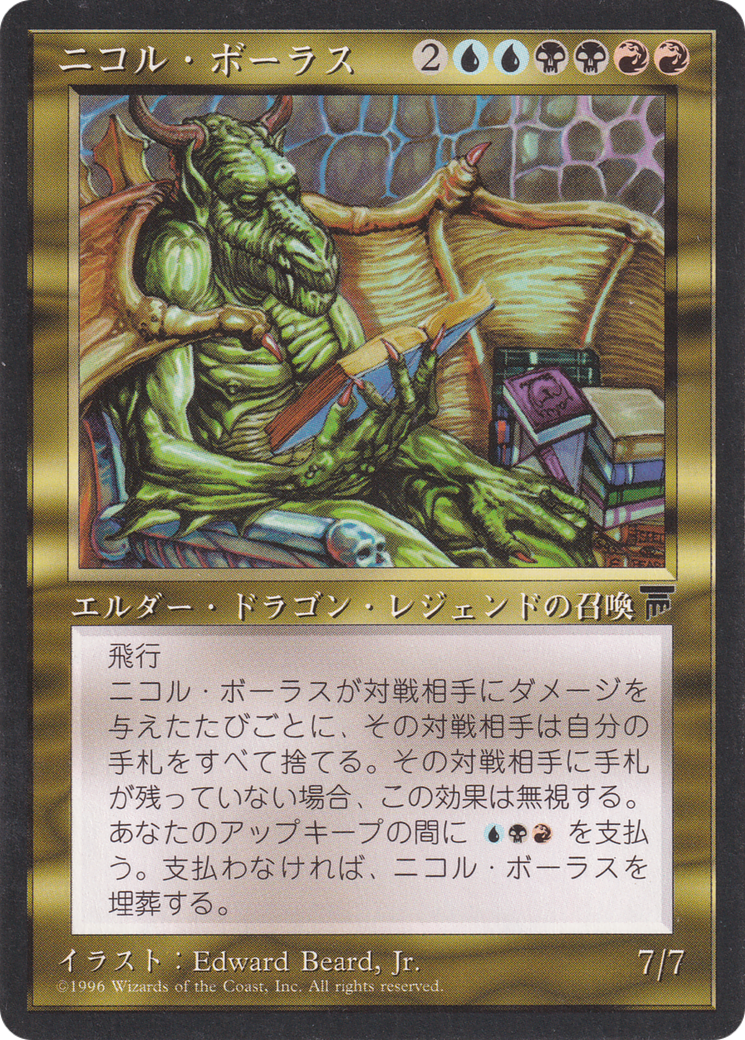 ニコル・ボーラス 2
エルダー・ドラゴン・レジェンドの召喚
飛行
ニコル・ボーラスが対戦相手にダメージを
与えたたびごとに、その対戦相手は自分の
手札をすべて捨てる。その対戦相手に手札
が残っていない場合、この効果は無視する。
あなたのアップキープの間に を支払
う。支払わなければ、ニコル・ボーラスを
埋葬する。
イラスト：Edward Beard, Jr. 7/7
©1996 Wizards of the Coast, Inc. All rights reserved.